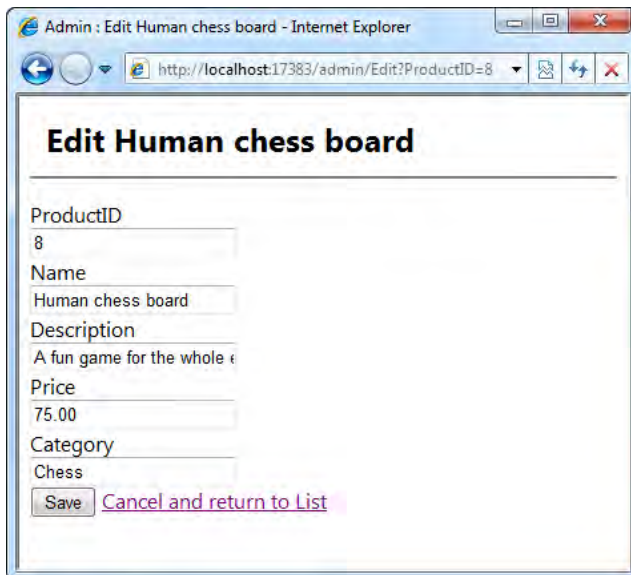 Admin : Edit Human chess board - Internet Explorer
http://localhost:17383/admin/Edit?ProductID=8
Edit Human chess board
ProductID
8
Name
Human chess board
Description
A fun game for the whole
Price
75.00
Category
Chess
Save Cancel and return to List